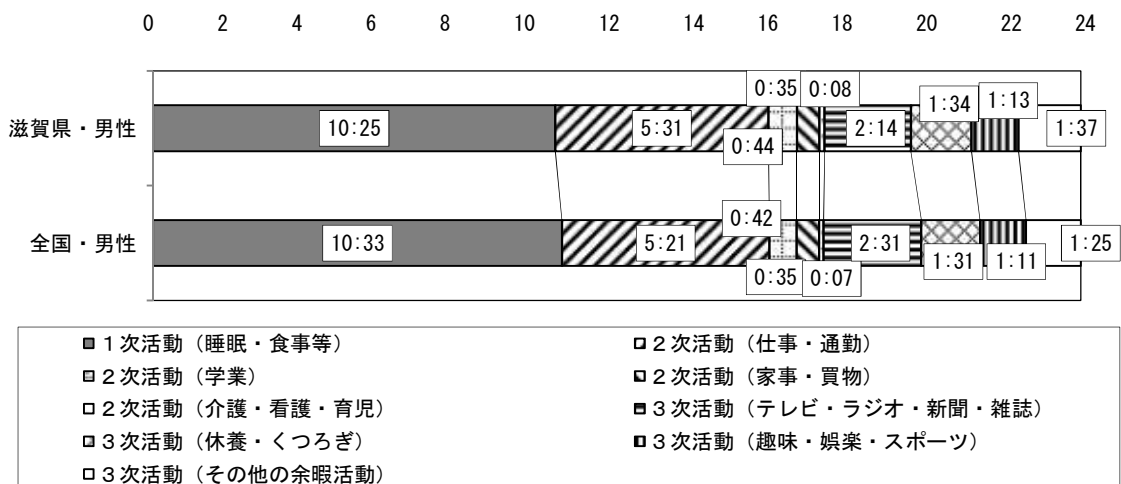 0 2 4 6 8 10 12 14 16 18 20 22 24
0:35 0:08
滋賀県・男性 10:25 5:31 0:44 2:14 1:34 1:13 1:37
全国・男性 10:33 5:21 0:42 2:31 1:31 1:11 1:25
0:35 0:07
1次活動（睡眠・食事等） 2次活動（仕事・通勤）
2次活動（学業） 2次活動（家事・買物）
2次活動（介護・看護・育児） 3次活動（テレビ・ラジオ・新聞・雑誌）
3次活動（休養・くつろぎ） 3次活動（趣味・娯楽・スポーツ）
3次活動（その他の余暇活動）